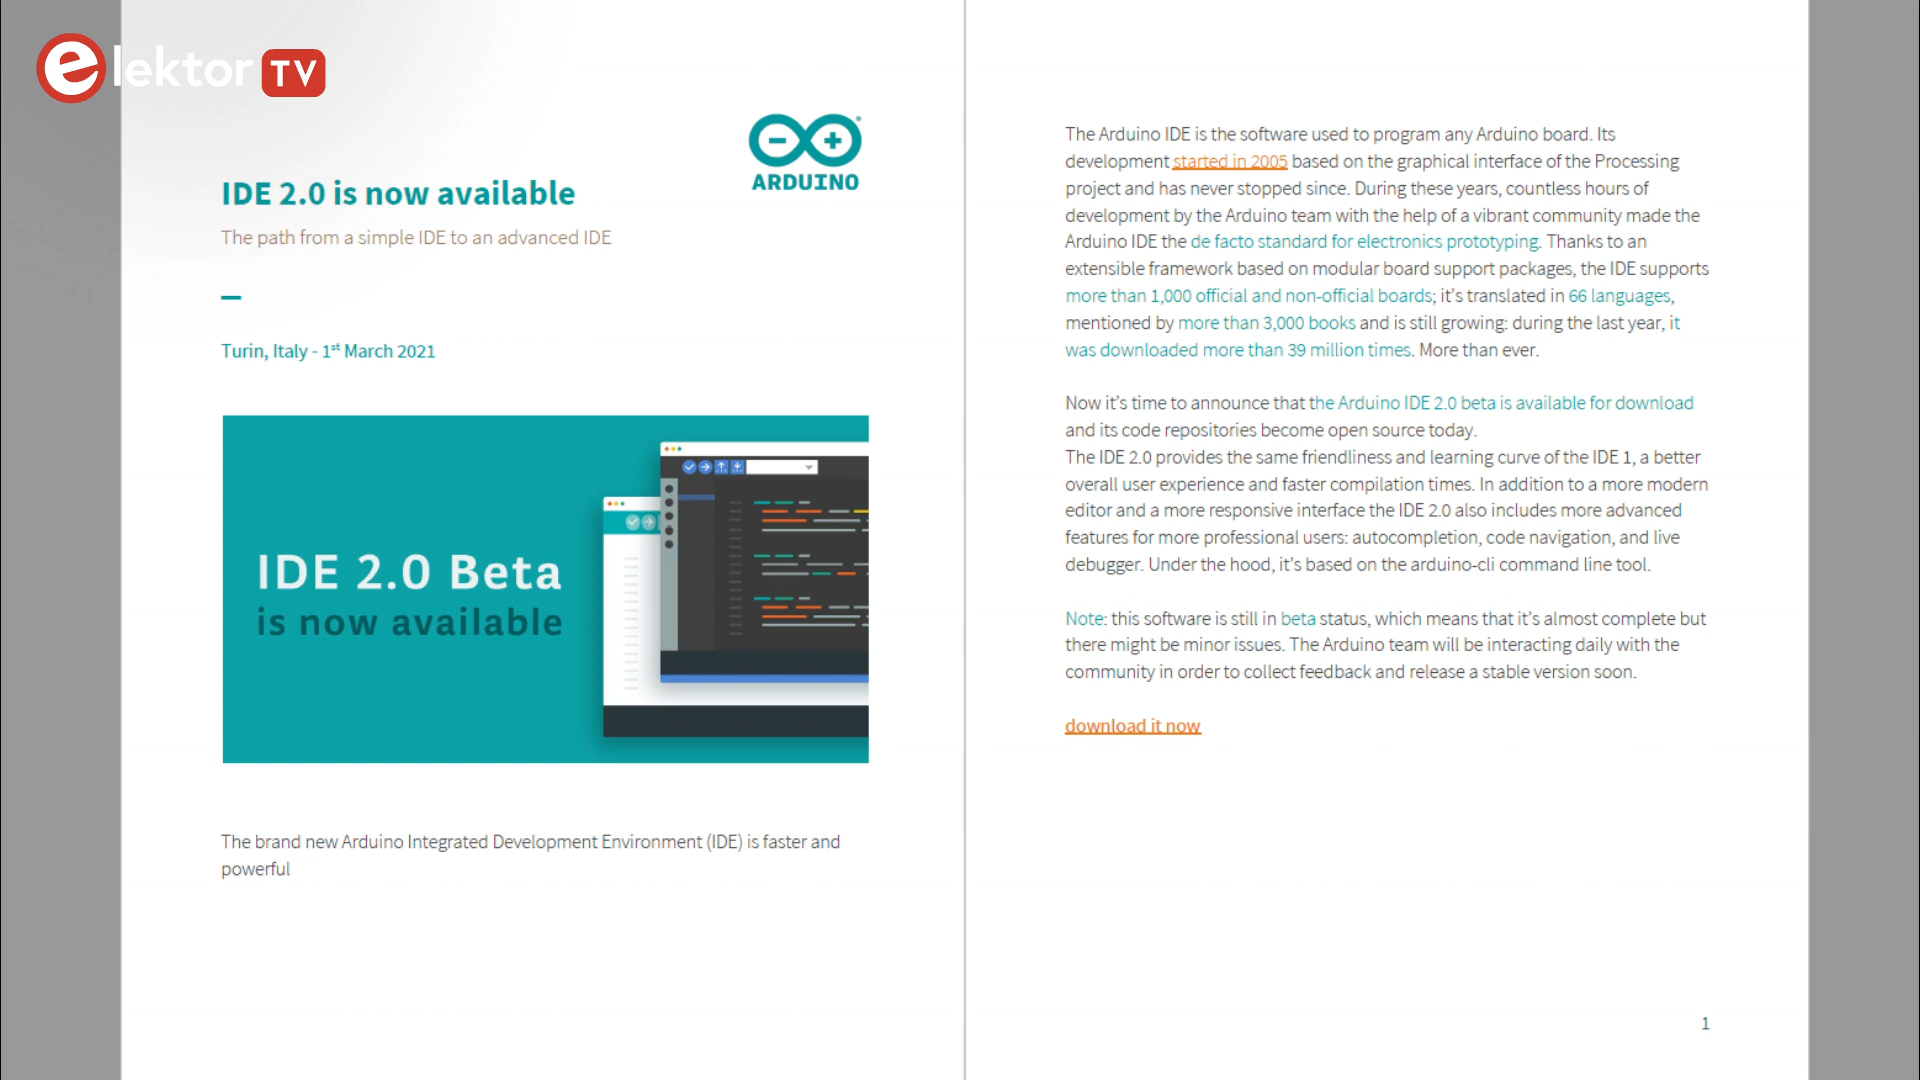 elektor TV
ARDUINO
IDE 2.0 is now available
The path from a simple IDE to an advanced IDE
Turin, Italy - 1st March 2021
IDE 2.0 Beta
is now available
The brand new Arduino Integrated Development Environment (IDE) is faster and
powerful
The Arduino IDE is the software used to program any Arduino board. Its
development started in 2005 based on the graphical interface of the Processing
project and has never stopped since. During these years, countless hours of
development by the Arduino team with the help of a vibrant community made the
Arduino IDE the de facto standard for electronics prototyping. Thanks to an
extensible framework based on modular board support packages, the IDE supports
more than 1,000 official and non-official boards; it's translated in 66 languages,
mentioned by more than 3,000 books and is still growing: during the last year, it
was downloaded more than 39 million times. More than ever.
Now it's time to announce that the Arduino IDE 2.0 beta is available for download
and its code repositories become open source today.
The IDE 2.0 provides the same friendliness and learning curve of the IDE 1, a better
overall user experience and faster compilation times. In addition to a more modern
editor and a more responsive interface the IDE 2.0 also includes more advanced
features for more professional users: autocompletion, code navigation, and live
debugger. Under the hood, it's based on the arduino-cli command line tool.
Note: this software is still in beta status, which means that it's almost complete but
there might be minor issues. The Arduino team will be interacting daily with the
community in order to collect feedback and release a stable version soon.
download it now
1